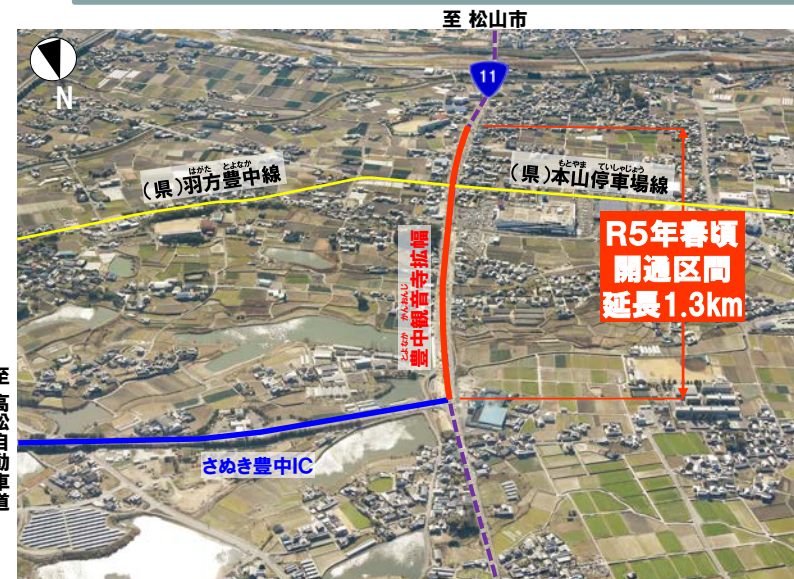 至 松山市
11
N
はがた とよなか
(県)羽方豊中線
もとやま ていしゃじょう
(県)本山停車場線
とよなか かんおんじ
豊中観音寺拡幅
R5年春頃
開通区間
延長1.3km
至 高松自動車道
さぬき豊中IC